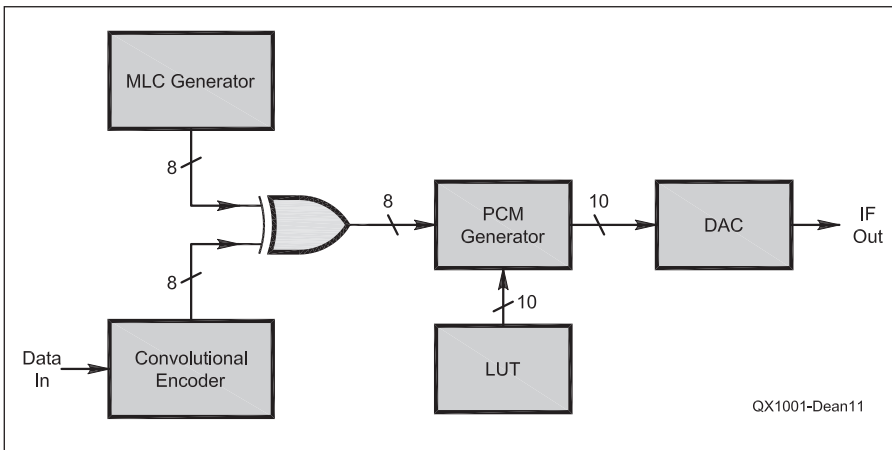 MLC Generator
8
8
PCM
Generator
10
DAC
IF
Out
8
10
Data
In
Convolutional
Encoder
LUT
QX1001-Dean11